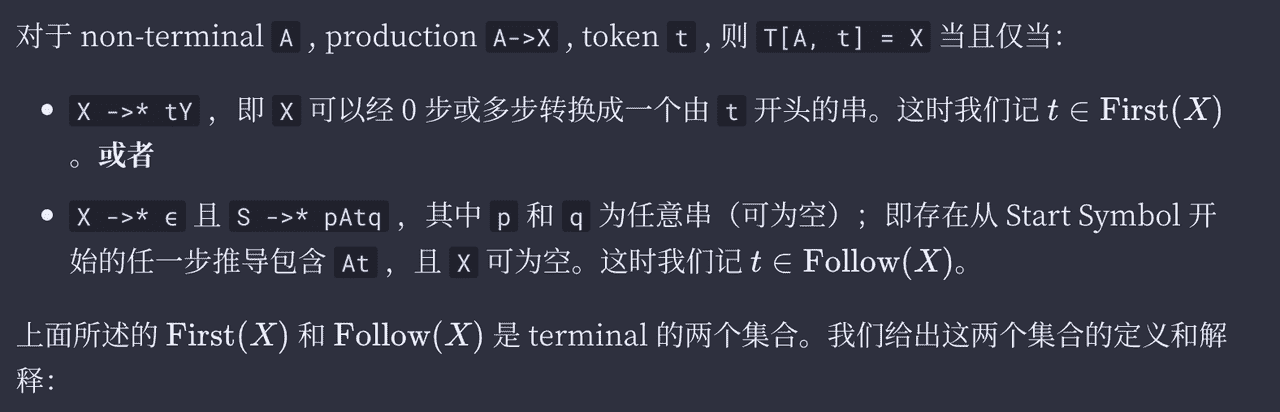 对于 non-terminal A , production A->X , token t , 则 T[A, t] = X 当且仅当：
• X ->* tY ，即 X 可以经 0 步或多步转换成一个由 t 开头的串。这时我们记 t ∈ First(X)
。或者
• X ->* ϵ 且 S ->* pAtq ，其中 p 和 q 为任意串（可为空）；即存在从 Start Symbol 开
始的任一步推导包含 At ，且 X 可为空。这时我们记 t ∈ Follow(X)。
上面所述的 First(X) 和 Follow(X) 是 terminal 的两个集合。我们给出这两个集合的定义和解
释：